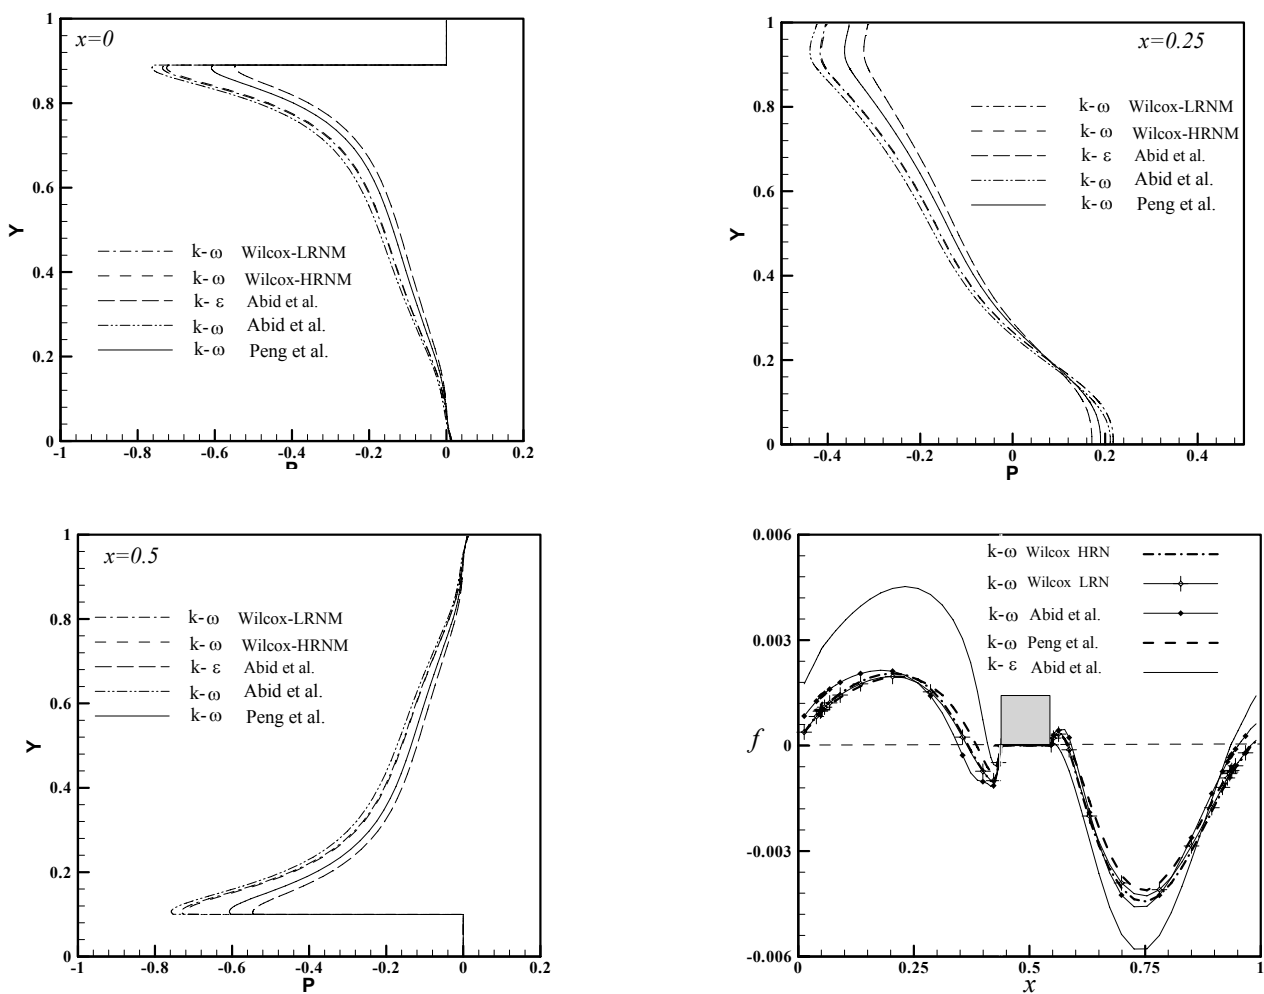 x=0
1
0.8
0.6
0.4
0.2
0
Y
k-ω Wilcox-LRNM
k-ω Wilcox-HRNM
k- ε Abid et al.
k-ω Abid et al.
k-ω Peng et al.
-1 -0.8 -0.6 -0.4 -0.2 0 0.2
P
x=0.25
1
0.8
0.6
0.4
0.2
0
Y
k-ω Wilcox-LRNM
k-ω Wilcox-HRNM
k- ε Abid et al.
k-ω Abid et al.
k-ω Peng et al.
-0.4 -0.2 0 0.2 0.4
P
x=0.5
1
0.8
0.6
0.4
0.2
0
Y
k-ω Wilcox-LRNM
k-ω Wilcox-HRNM
k- ε Abid et al.
k-ω Abid et al.
k-ω Peng et al.
-1 -0.8 -0.6 -0.4 -0.2 0 0.2
P
0.006
0.003
0
-0.003
-0.006
f
k-ω Wilcox HRN
k-ω Wilcox LRN
k-ω Abid et al.
k-ω Peng et al.
k- ε Abid et al.
0 0.25 0.5 0.75 1
x